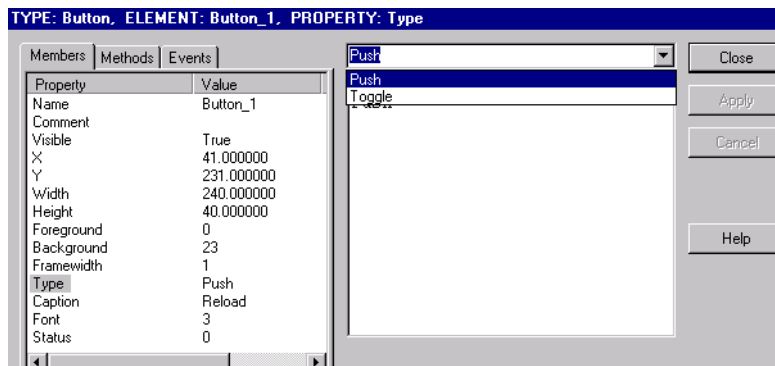 TYPE: Button, ELEMENT: Button_1, PROPERTY: Type
Members Methods Events
Property Value
Name Button_1
Comment
Visible True
X 41.000000
Y 231.000000
Width 240.000000
Height 40.000000
Foreground 0
Background 23
Framewidth 1
Type Push
Caption Reload
Font 3
Status 0
Push
Push
Toggle
Close
Apply
Cancel
Help